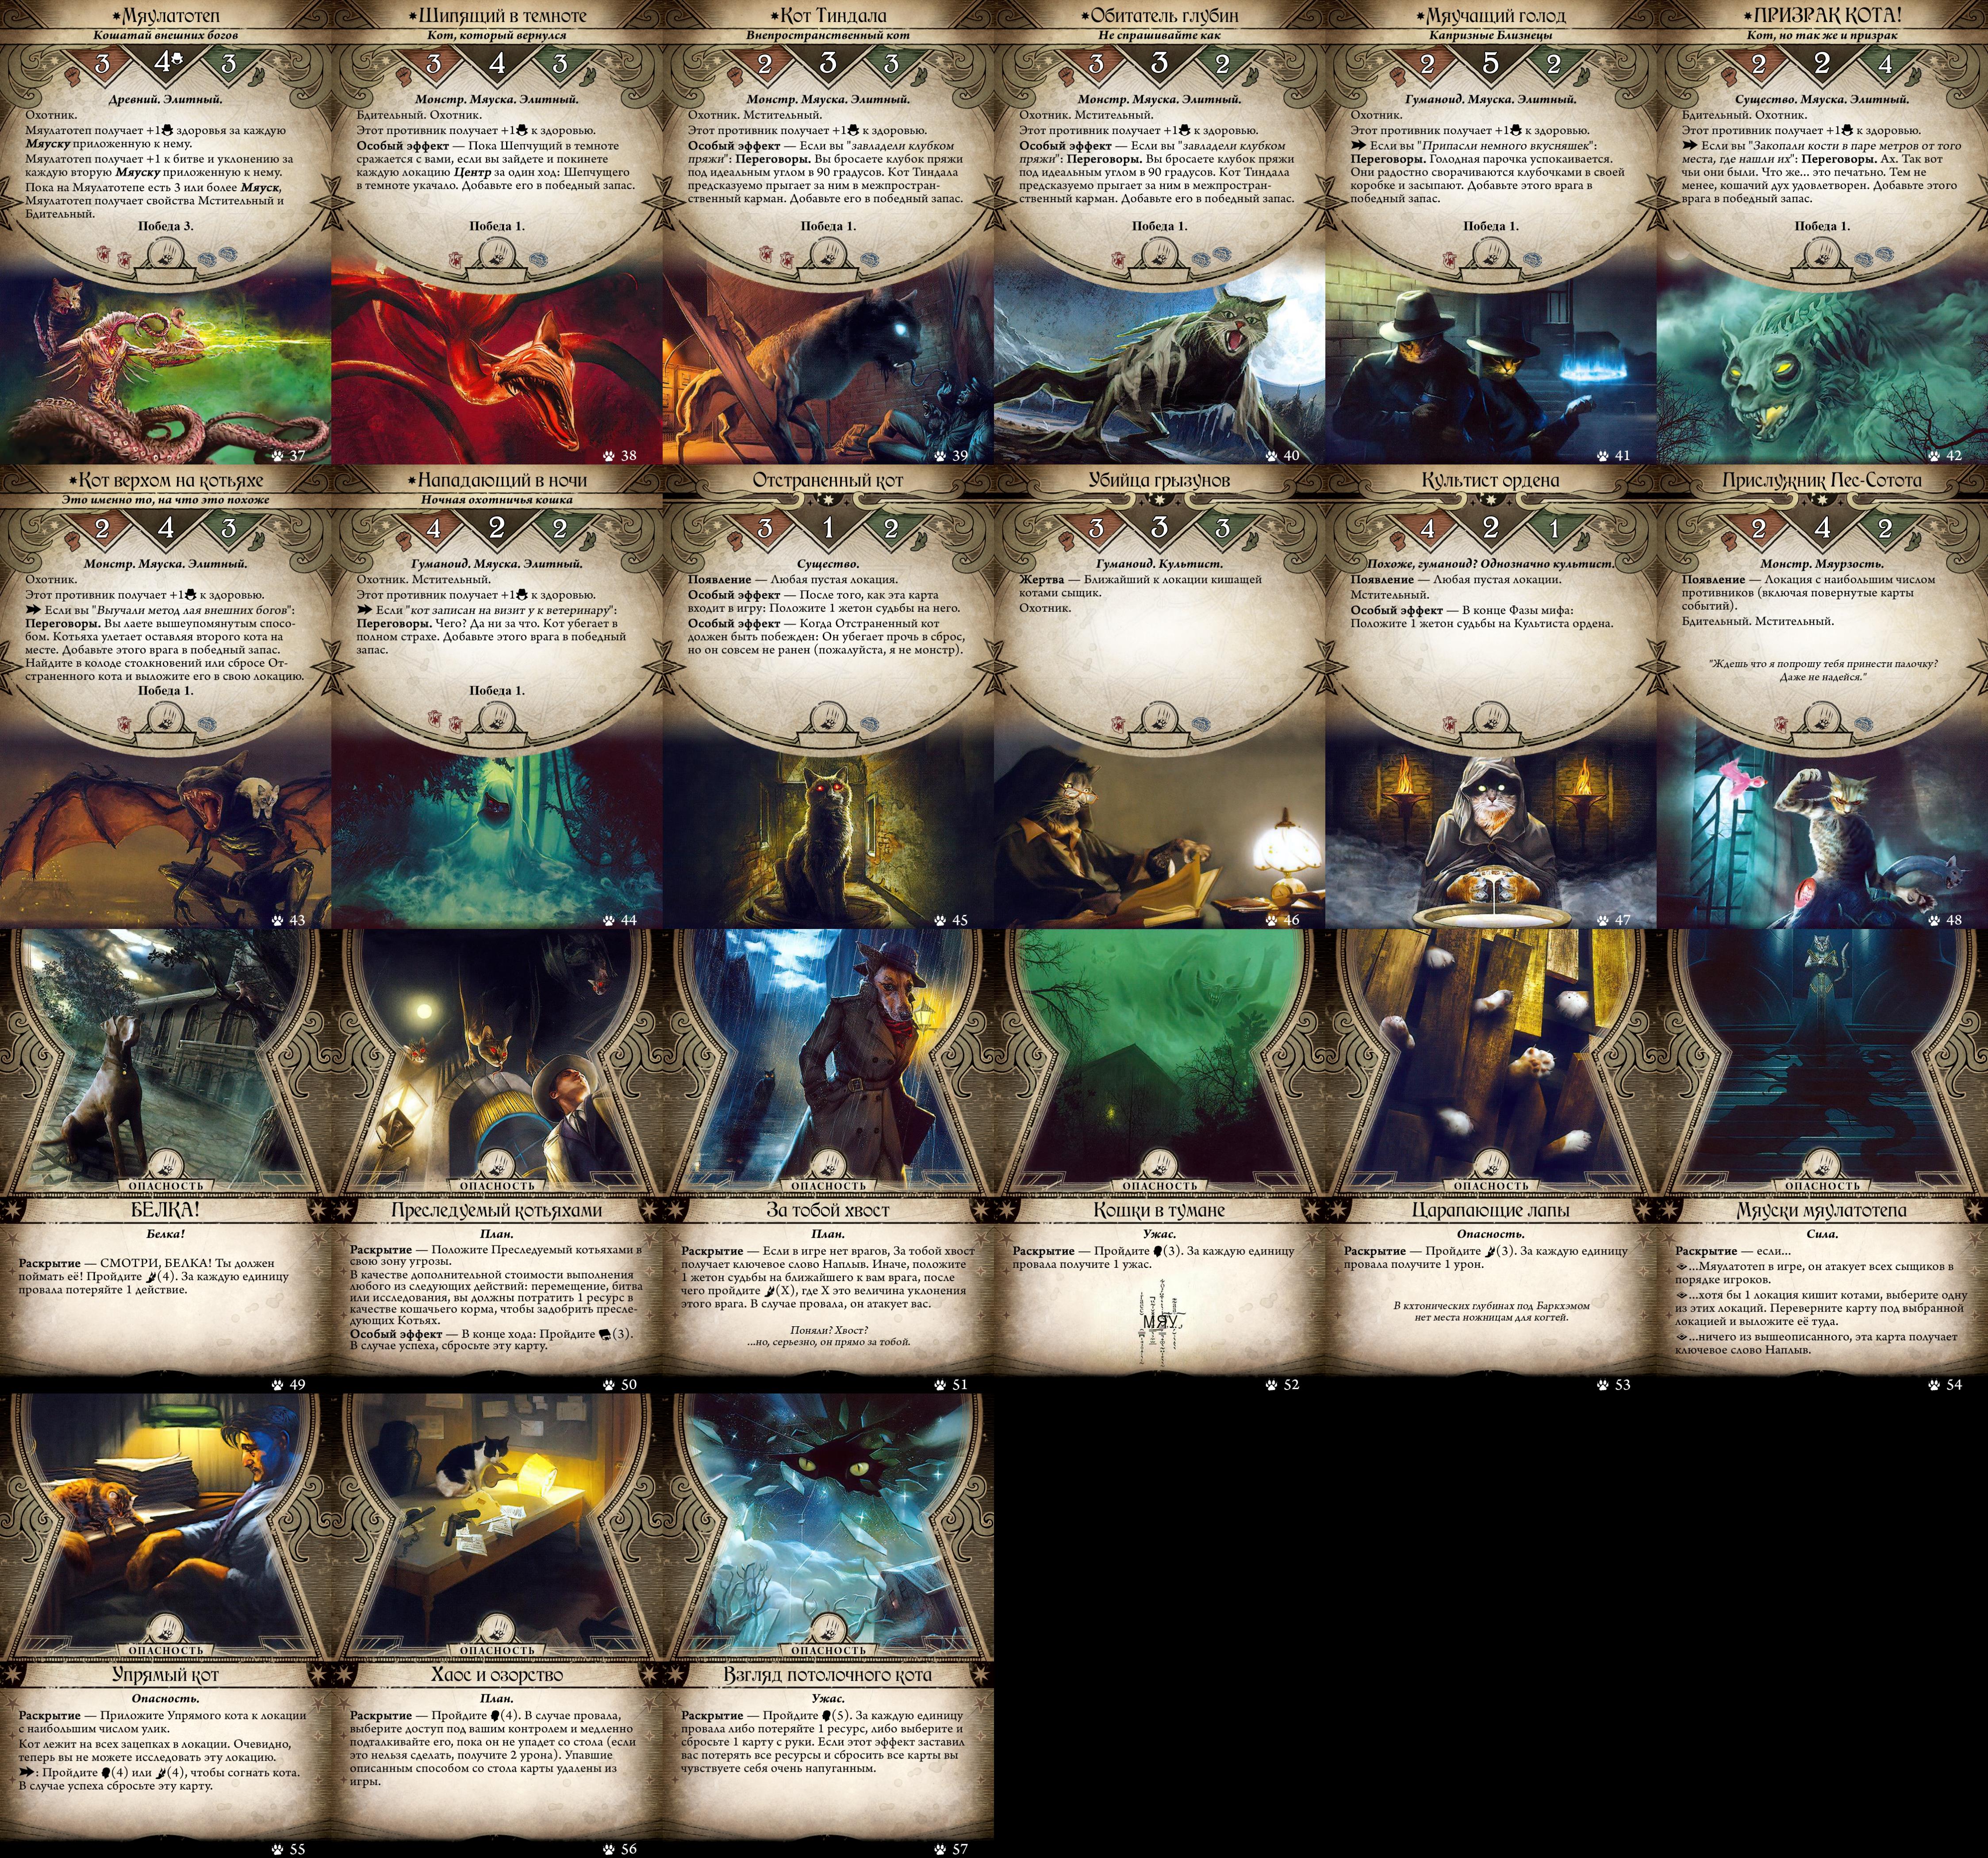 Мяулатотеп
Кошатай внешних богов
3 4 3
Древний. Элитный.
Охотник.
Мяулатотеп получает +1 здоровья за каждую
Мяуску приложенную к нему.
Мяулатотеп получает +1 к битве и уклонению за
каждую вторую Мяуску приложенную к нему.
Пока на Мяулатотепе есть 3 или более Мяуск,
Мяулатотеп получает свойства Мстительный и
Бдительный.
Победа 3.
37
Шипящий в темноте
Кот, который вернулся
3 4 3
Монстр. Мяуска. Элитный.
Бдительный. Охотник.
Этот противник получает +1 к здоровью.
Особый эффект — Пока Шепчущий в темноте
сражается с вами, если вы зайдете и покинете
каждую локацию Центр за один ход: Шепчущего
в темноте укачало. Добавьте его в победный запас.
Победа 1.
38
Кот Тиндала
Внепространственный кот
2 3 3
Монстр. Мяуска. Элитный.
Охотник. Мстительный.
Этот противник получает +1 к здоровью.
Особый эффект — Если вы "завладели клубком
пряжи": Переговоры. Вы бросаете клубок пряжи
под идеальным углом в 90 градусов. Кот Тиндала
предсказуемо прыгает за ним в межпростран-
ственный карман. Добавьте его в победный запас.
Победа 1.
39
Обитатель глубин
Не спрашивайте как
3 3 2
Монстр. Мяуска. Элитный.
Охотник. Мстительный.
Этот противник получает +1 к здоровью.
Особый эффект — Если вы "завладели клубком
пряжи": Переговоры. Вы бросаете клубок пряжи
под идеальным углом в 90 градусов. Кот Тиндала
предсказуемо прыгает за ним в межпростран-
ственный карман. Добавьте его в победный запас.
Победа 1.
40
Мяучащий голод
Капризные Близнецы
2 5 2
Гуманоид. Мяуска. Элитный.
Охотник.
Этот противник получает +1 к здоровью.
Если вы "Припасли немного вкусняшек":
Переговоры. Голодная парочка успокаивается.
Они радостно сворачиваются клубочками в своей
коробке и засыпают. Добавьте этого врага в
победный запас.
Победа 1.
41
ПРИЗРАК КОТА!
Кот, но так же и призрак
2 2 4
Существо. Мяуска. Элитный.
Бдительный. Охотник.
Этот противник получает +1 к здоровью.
Если вы "Закопали кости в паре метров от того
места, где нашли их": Переговоры. Ах. Так вот
чьи они были. Что же... это печально. Тем не
менее, кошачий дух удовлетворен. Добавьте этого
врага в победный запас.
Победа 1.
42
Кот верхом на котьяхе
Это именно то, на что это похоже
2 4 3
Монстр. Мяуска. Элитный.
Охотник.
Этот противник получает +1 к здоровью.
Если вы "Выучали метод лая внешних богов":
Переговоры. Вы лаете вышеупомянутым спосо-
бом. Котьяха улетает оставляя второго кота на
месте. Добавьте этого врага в победный запас.
Найдите в колоде столкновений или сбросе От-
страненного кота и выложите его в свою локацию.
Победа 1.
43
Нападающий в ночи
Ночная охотничья кошка
4 2 2
Гуманоид. Мяуска. Элитный.
Охотник. Мстительный.
Этот противник получает +1 к здоровью.
Если "кот записан на визит у к ветеринару":
Переговоры. Чего? Да ни за что. Кот убегает в
полном страхе. Добавьте этого врага в победный
запас.
Победа 1.
44
Отстраненный кот
3 1 2
Существо.
Появление — Любая пустая локация.
Особый эффект — После того, как эта карта
входит в игру: Положите 1 жетон судьбы на него.
Особый эффект — Когда Отстраненный кот
должен быть побежден: Он убегает прочь в сброс,
но он совсем не ранен (пожалуйста, я не монстр).
45
Убийца грызунов
3 3 3
Гуманоид. Культист.
Жертва — Ближайший к локации кишащей
котами сыщик.
Охотник.
46
Культист ордена
4 2 1
Похоже, гуманоид? Однозначно культист.
Появление — Любая пустая локации.
Мстительный.
Особый эффект — В конце Фазы мифа:
Положите 1 жетон судьбы на Культиста ордена.
47
Прислужник Пес-Сотота
2 4 2
Монстр. Мяурзость.
Появление — Локация с наибольшим числом
противников (включая повернутые карты
событий).
Бдительный. Мстительный.
"Ждешь что я попрошу тебя принести палочку?
Даже не надейся."
48
ОПАСНОСТЬ
БЕЛКА!
Белка!
Раскрытие — СМОТРИ, БЕЛКА! Ты должен
поймать её! Пройдите (4). За каждую единицу
провала потеряйте 1 действие.
49
ОПАСНОСТЬ
Преследуемый котьяхами
План.
Раскрытие — Положите Преследуемый котьяхами в
свою зону угрозы.
В качестве дополнительной стоимости выполнения
любого из следующих действий: перемещение, битва
или исследования, вы должны потратить 1 ресурс в
качестве кошачьего корма, чтобы задобрить пресле-
дующих Котьях.
Особый эффект — В конце хода: Пройдите (3).
В случае успеха, сбросьте эту карту.
50
ОПАСНОСТЬ
За тобой хвост
План.
Раскрытие — Если в игре нет врагов, За тобой хвост
получает ключевое слово Наплыв. Иначе, положите
1 жетон судьбы на ближайшего к вам врага, после
чего пройдите (X), где X это величина уклонения
этого врага. В случае провала, он атакует вас.
Поняли? Хвост?
...но, серьезно, он прямо за тобой.
51
ОПАСНОСТЬ
Кошки в тумане
Ужас.
Раскрытие — Пройдите (3). За каждую единицу
провала получите 1 ужас.
МЯУ
52
ОПАСНОСТЬ
Царапающие лапы
Опасность.
Раскрытие — Пройдите (3). За каждую единицу
провала получите 1 урон.
В кхтонических глубинах под Баркхэмом
нет места ножницам для когтей.
53
ОПАСНОСТЬ
Мяуски мяулатотепа
Сила.
Раскрытие — если...
...Мяулатотеп в игре, он атакует всех сыщиков в
порядке игроков.
...хотя бы 1 локация кишит котами, выберите одну
из этих локаций. Переверните карту под выбранной
локацией и выложите её туда.
...ничего из вышеописанного, эта карта получает
ключевое слово Наплыв.
54
ОПАСНОСТЬ
Упрямый кот
Опасность.
Раскрытие — Приложите Упрямого кота к локации
с наибольшим числом улик.
Кот лежит на всех зацепках в локации. Очевидно,
теперь вы не можете исследовать эту локацию.
: Пройдите (4) или (4), чтобы согнать кота.
В случае успеха сбросьте эту карту.
55
ОПАСНОСТЬ
Хаос и озорство
План.
Раскрытие — Пройдите (4). В случае провала,
выберите доступ под вашим контролем и медленно
подталкивайте его, пока он не упадет со стола (если
это нельзя сделать, получите 2 урона). Упавшие
описанным способом со стола карты удалены из
игры.
56
ОПАСНОСТЬ
Взгляд потолочного кота
Ужас.
Раскрытие — Пройдите (5). За каждую единицу
провала либо потеряйте 1 ресурс, либо выберите и
сбросьте 1 карту с руки. Если этот эффект заставил
вас потерять все ресурсы и сбросить все карты вы
чувствуете себя очень напуганным.
57